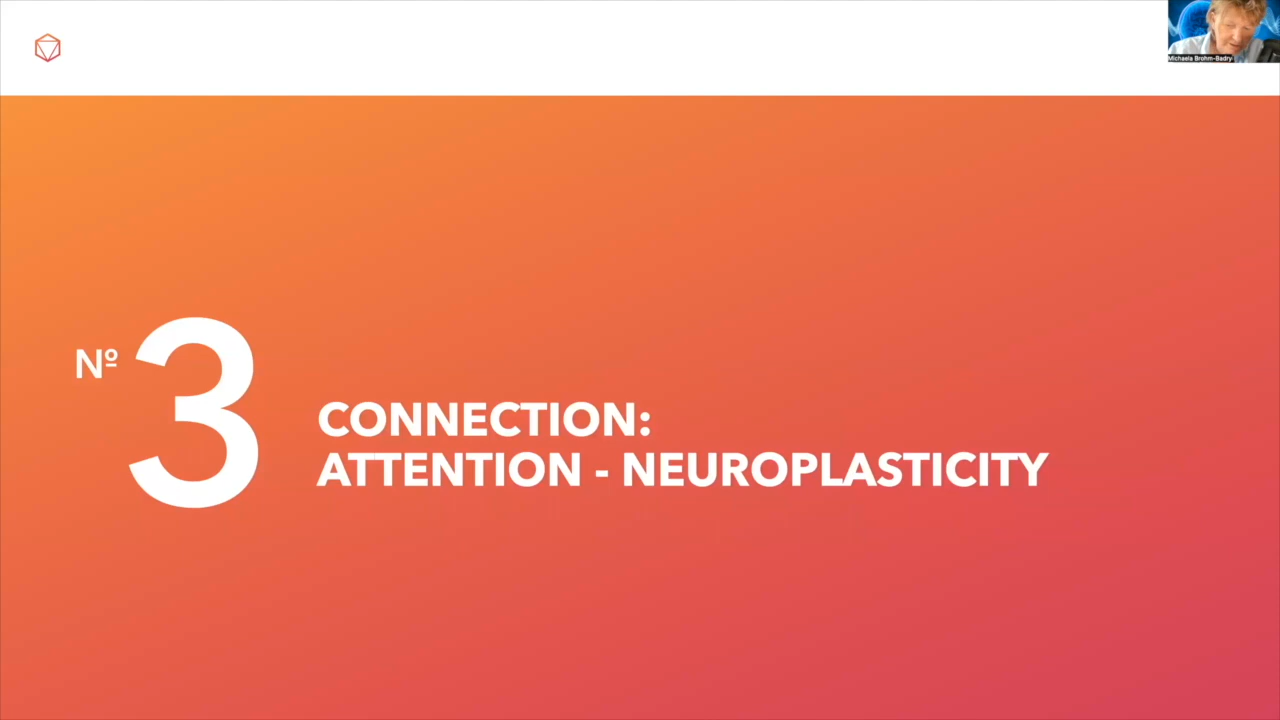 Michaela Brohm-Badry
Nº 3
CONNECTION:
ATTENTION - NEUROPLASTICITY